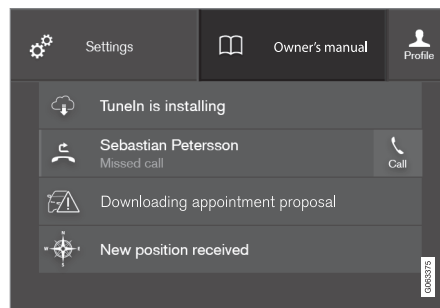 Settings
Owner's manual
Profile
TuneIn is installing
Sebastian Petersson
Missed call
Call
Downloading appointment proposal
New position received
G063375